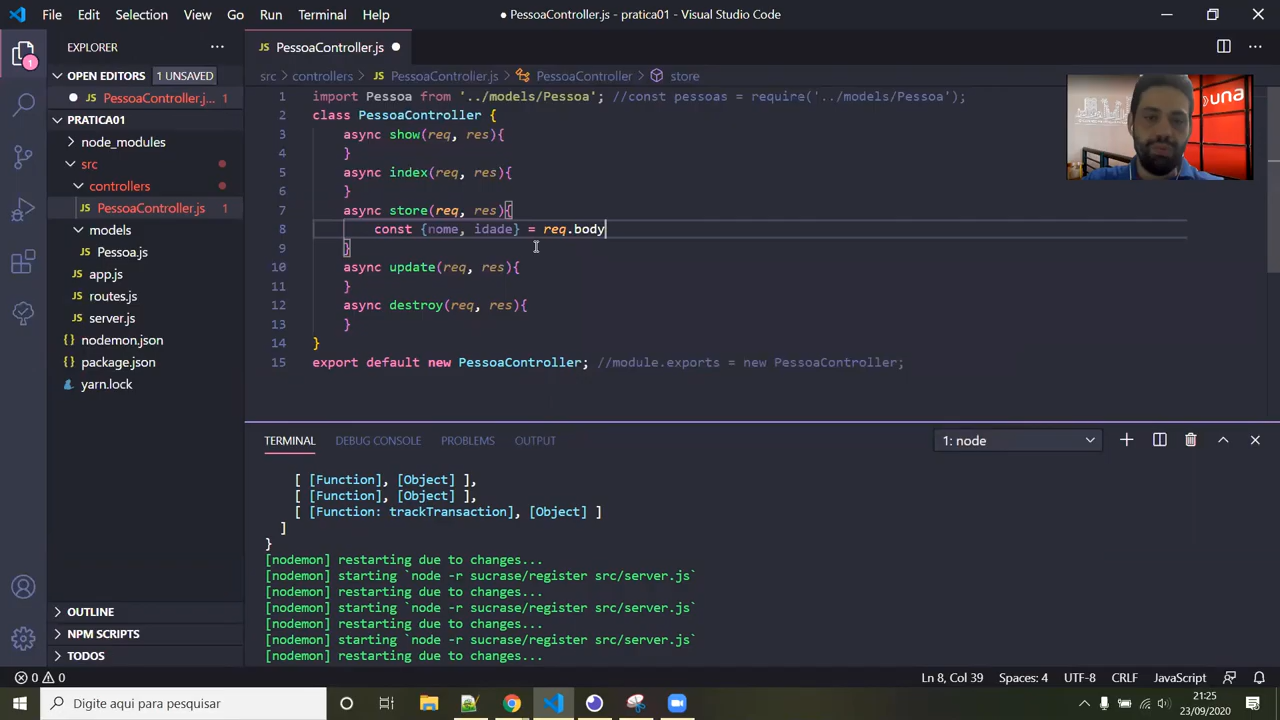 File Edit Selection View Go Run Terminal Help
● PessoaController.js - pratica01 - Visual Studio Code
EXPLORER
PessoaController.js
OPEN EDITORS 1 UNSAVED
PessoaController.j... 1
PRATICA01
node_modules
src
controllers
PessoaController.js 1
models
Pessoa.js
app.js
routes.js
server.js
nodemon.json
package.json
yarn.lock
OUTLINE
NPM SCRIPTS
TODOS
1
src > controllers > PessoaController.js > PessoaController > store
1 import Pessoa from '../models/Pessoa'; //const pessoas = require('../models/Pessoa');
2 class PessoaController {
3 async show(req, res){
4 }
5 async index(req, res){
6 }
7 async store(req, res){
8 const {nome, idade} = req.body
9 }
10 async update(req, res){
11 }
12 async destroy(req, res){
13 }
14 }
15 export default new PessoaController; //module.exports = new PessoaController;
una
TERMINAL DEBUG CONSOLE PROBLEMS OUTPUT
1: node
[ [Function], [Object] ],
[ [Function], [Object] ],
[ [Function: trackTransaction], [Object] ]
]
}
[nodemon] restarting due to changes...
[nodemon] starting `node -r sucrase/register src/server.js`
[nodemon] restarting due to changes...
[nodemon] starting `node -r sucrase/register src/server.js`
[nodemon] restarting due to changes...
[nodemon] starting `node -r sucrase/register src/server.js`
[nodemon] restarting due to changes...
0 0
Ln 8, Col 39 Spaces: 4 UTF-8 CRLF JavaScript
Digite aqui para pesquisar
21:25
23/09/2020